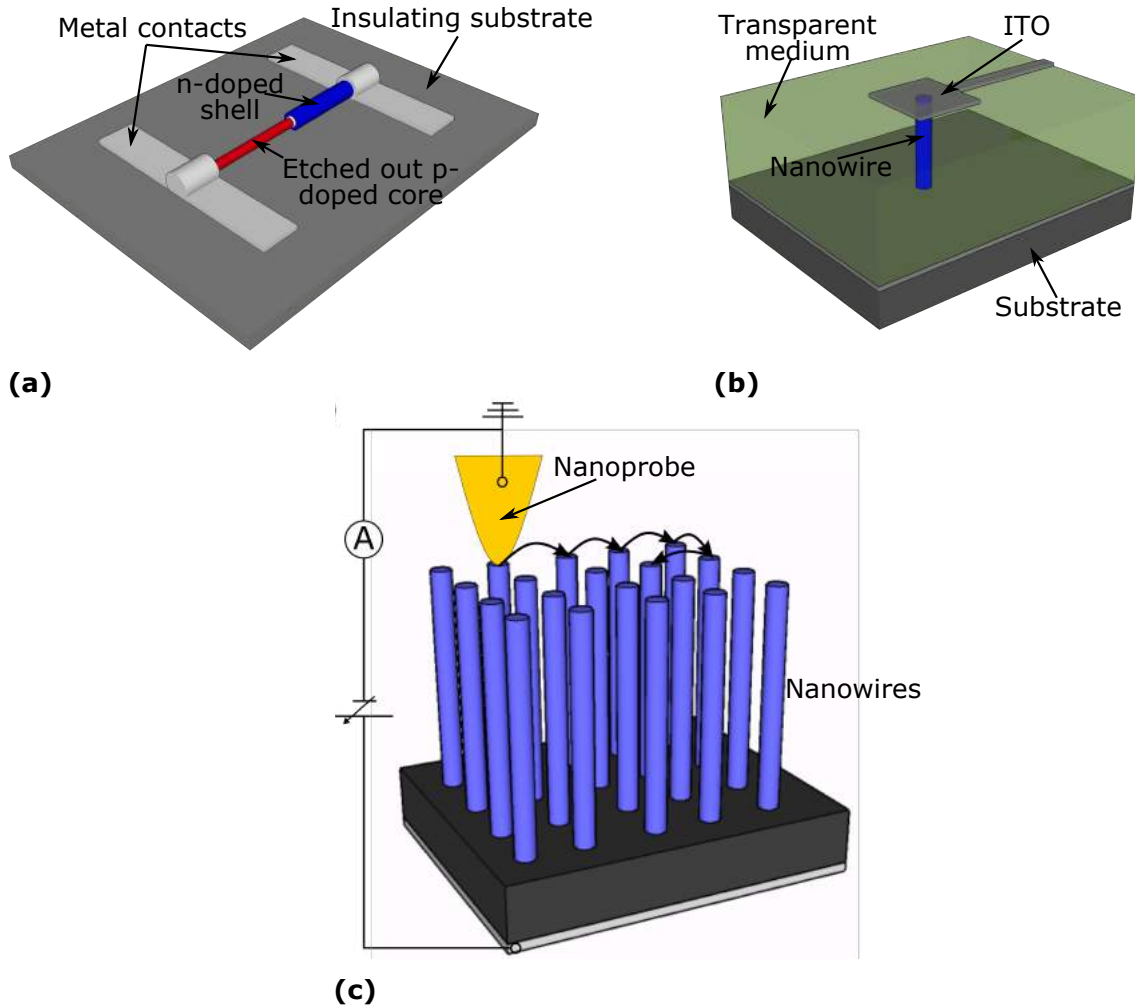 Metal contacts
Insulating substrate
n-doped
shell
Etched out p-
doped core
(a)
Transparent
medium
ITO
Nanowire
Substrate
(b)
Nanoprobe
A
Nanowires
(c)